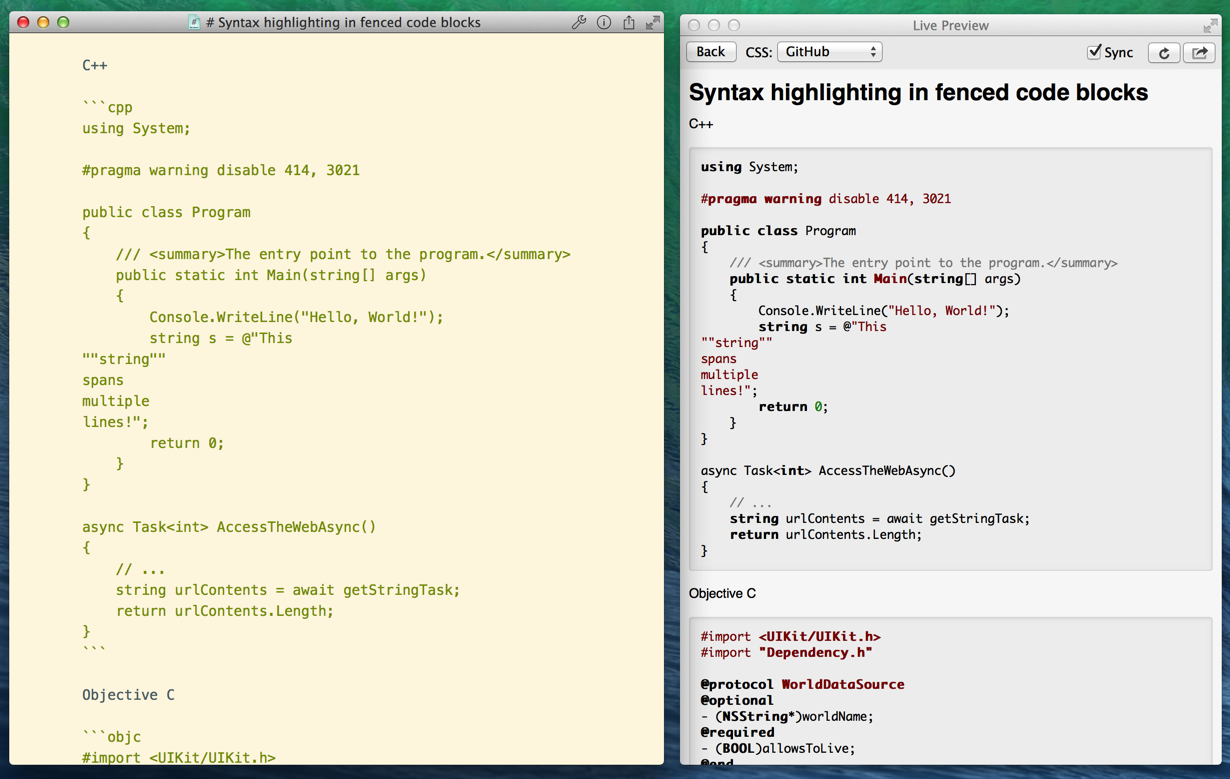 # Syntax highlighting in fenced code blocks
C++
```cpp
using System;
#pragma warning disable 414, 3021
public class Program
{
    /// <summary>The entry point to the program.</summary>
    public static int Main(string[] args)
    {
        Console.WriteLine("Hello, World!");
        string s = @"This
""string""
spans
multiple
lines!";
        return 0;
    }
}
async Task<int> AccessTheWebAsync()
{
    // ...
    string urlContents = await getStringTask;
    return urlContents.Length;
}
```
Objective C
```objc
#import <UIKit/UIKit.h>
Live Preview
Back CSS: GitHub Sync
Syntax highlighting in fenced code blocks
C++
using System;
#pragma warning disable 414, 3021
public class Program
{
    /// <summary>The entry point to the program.</summary>
    public static int Main(string[] args)
    {
        Console.WriteLine("Hello, World!");
        string s = @"This
""string""
spans
multiple
lines!";
        return 0;
    }
}
async Task<int> AccessTheWebAsync()
{
    // ...
    string urlContents = await getStringTask;
    return urlContents.Length;
}
Objective C
#import <UIKit/UIKit.h>
#import "Dependency.h"
@protocol WorldDataSource
@optional
- (NSString*)worldName;
@required
- (BOOL)allowsToLive;
@end